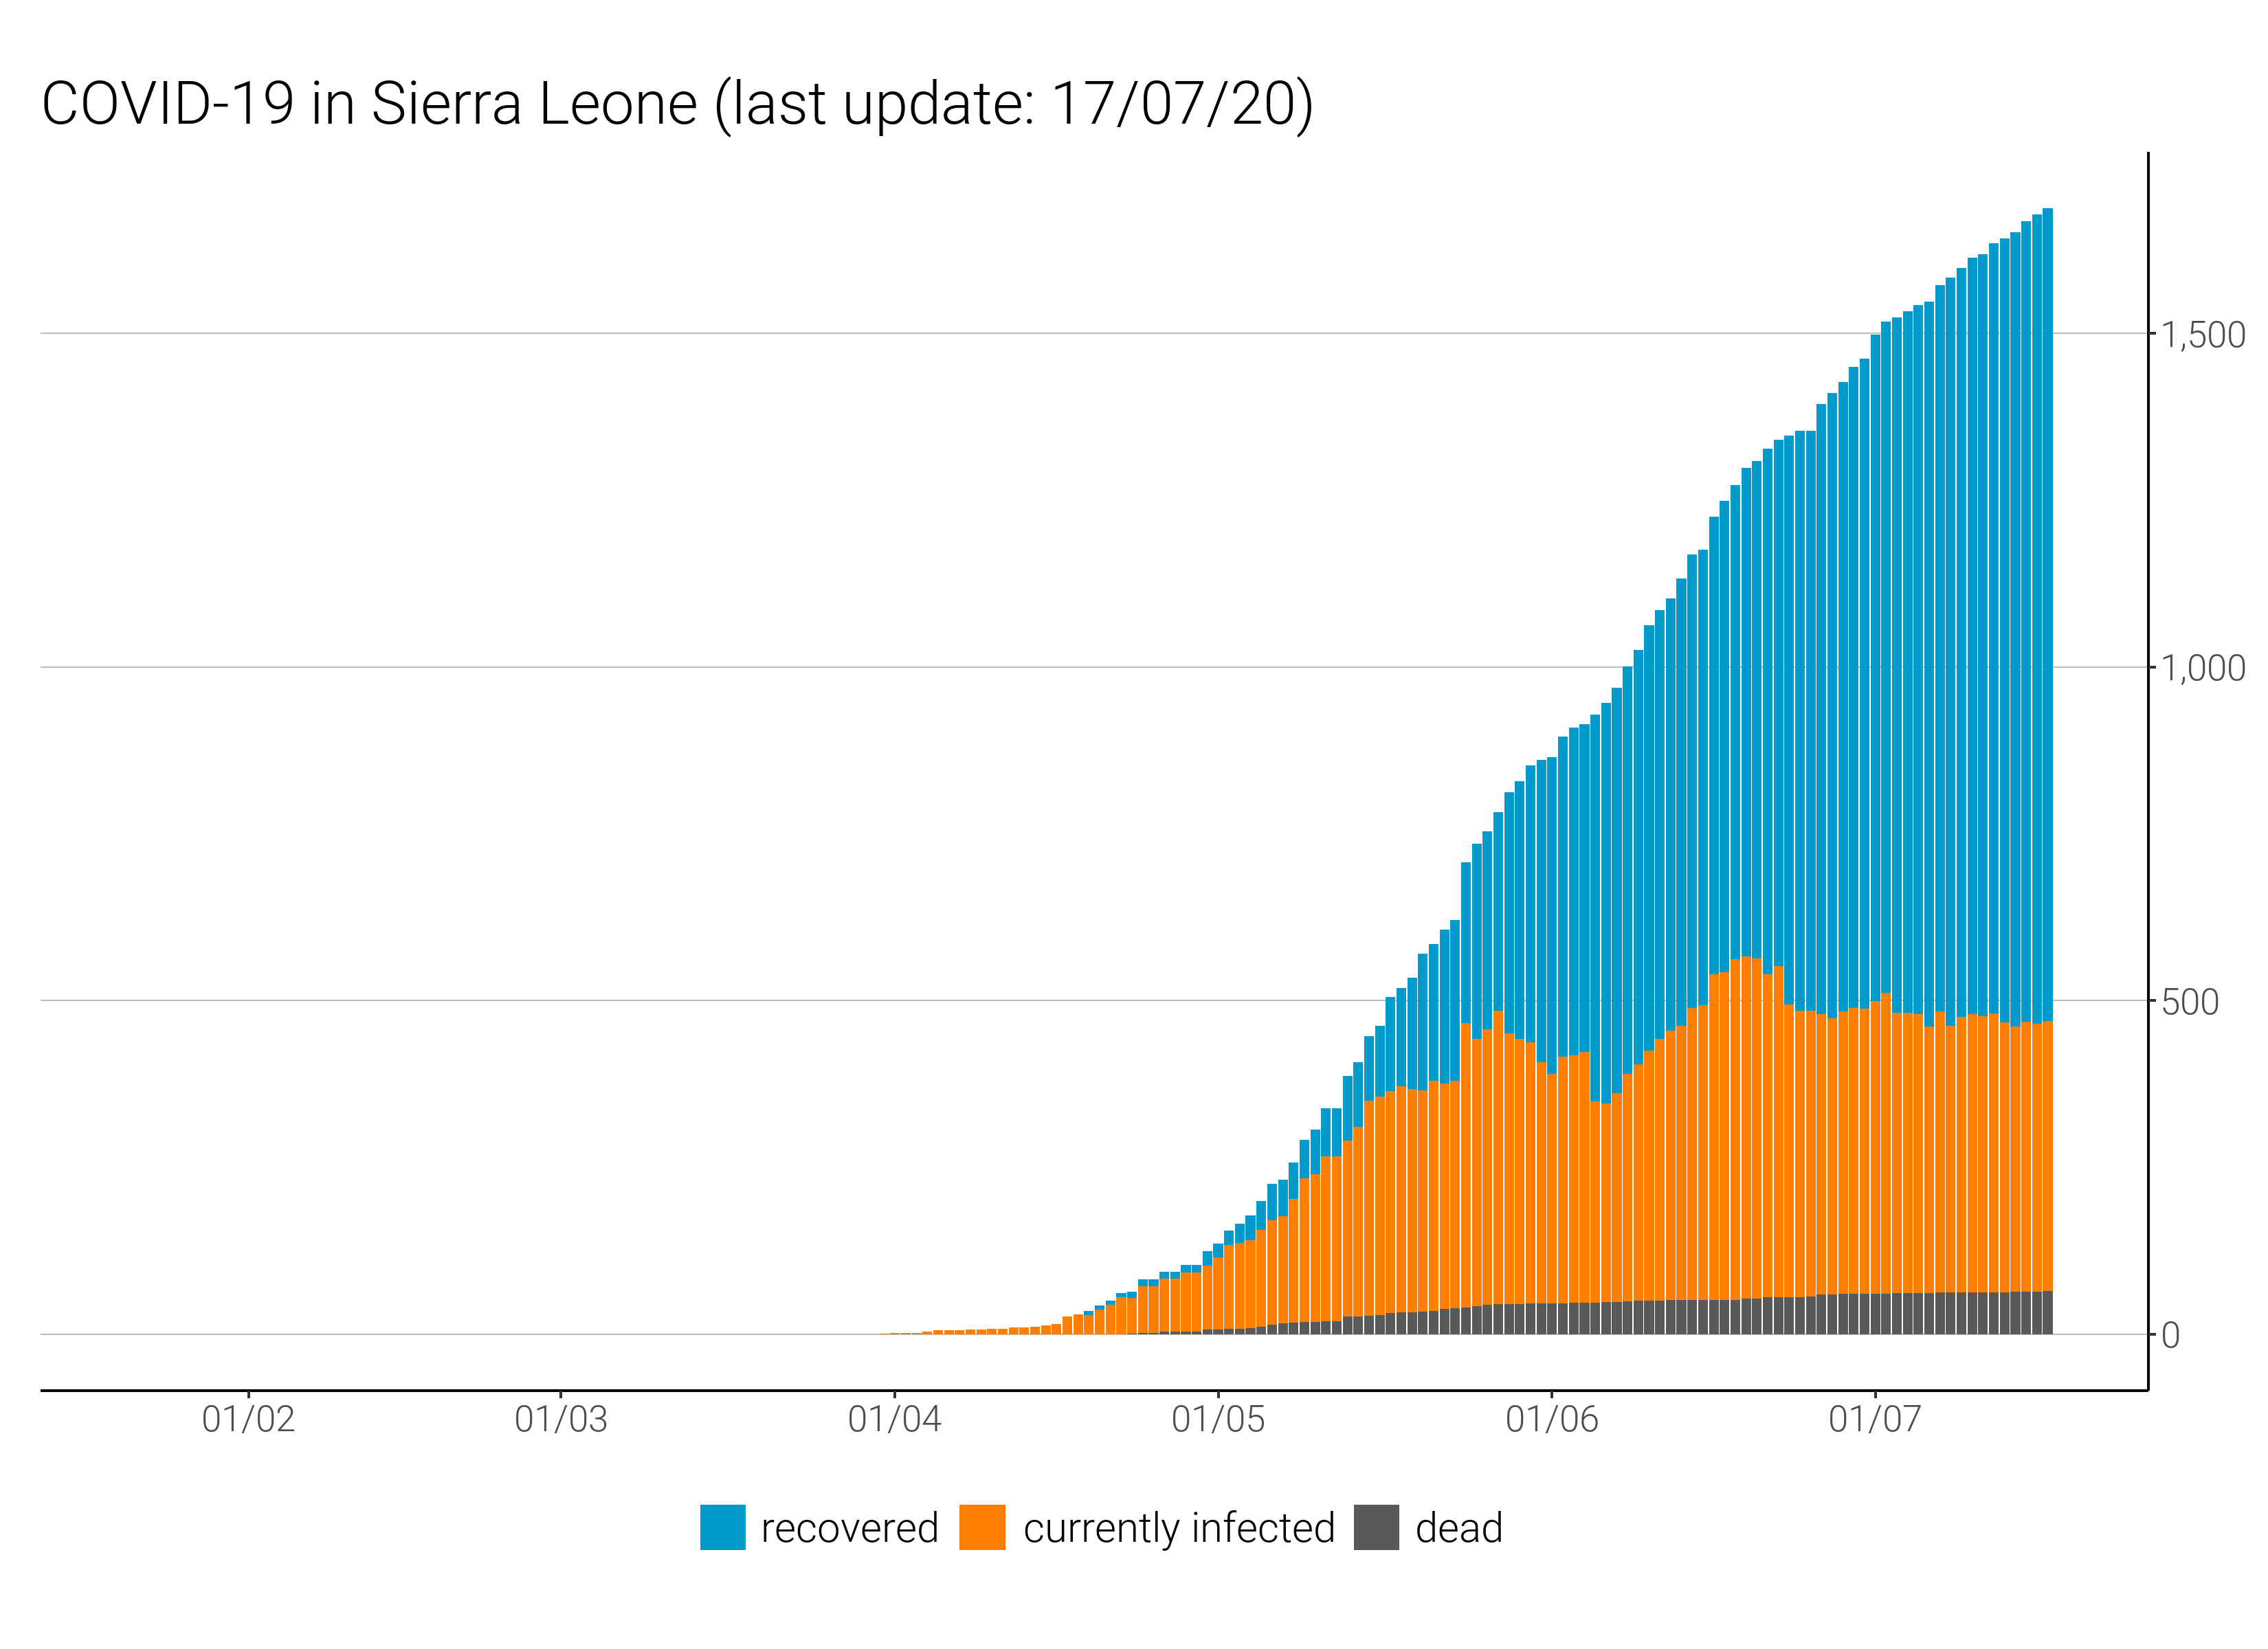 COVID-19 in Sierra Leone (last update: 17/07/20)
1,500
1,000
500
0
01/02 01/03 01/04 01/05 01/06 01/07
recovered currently infected dead